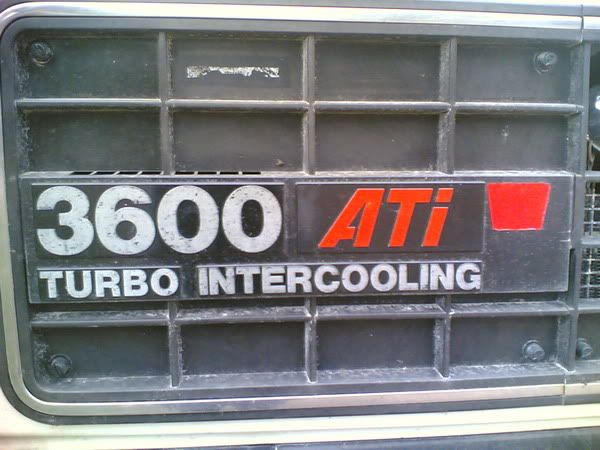 3600 ATi
TURBO INTERCOOLING